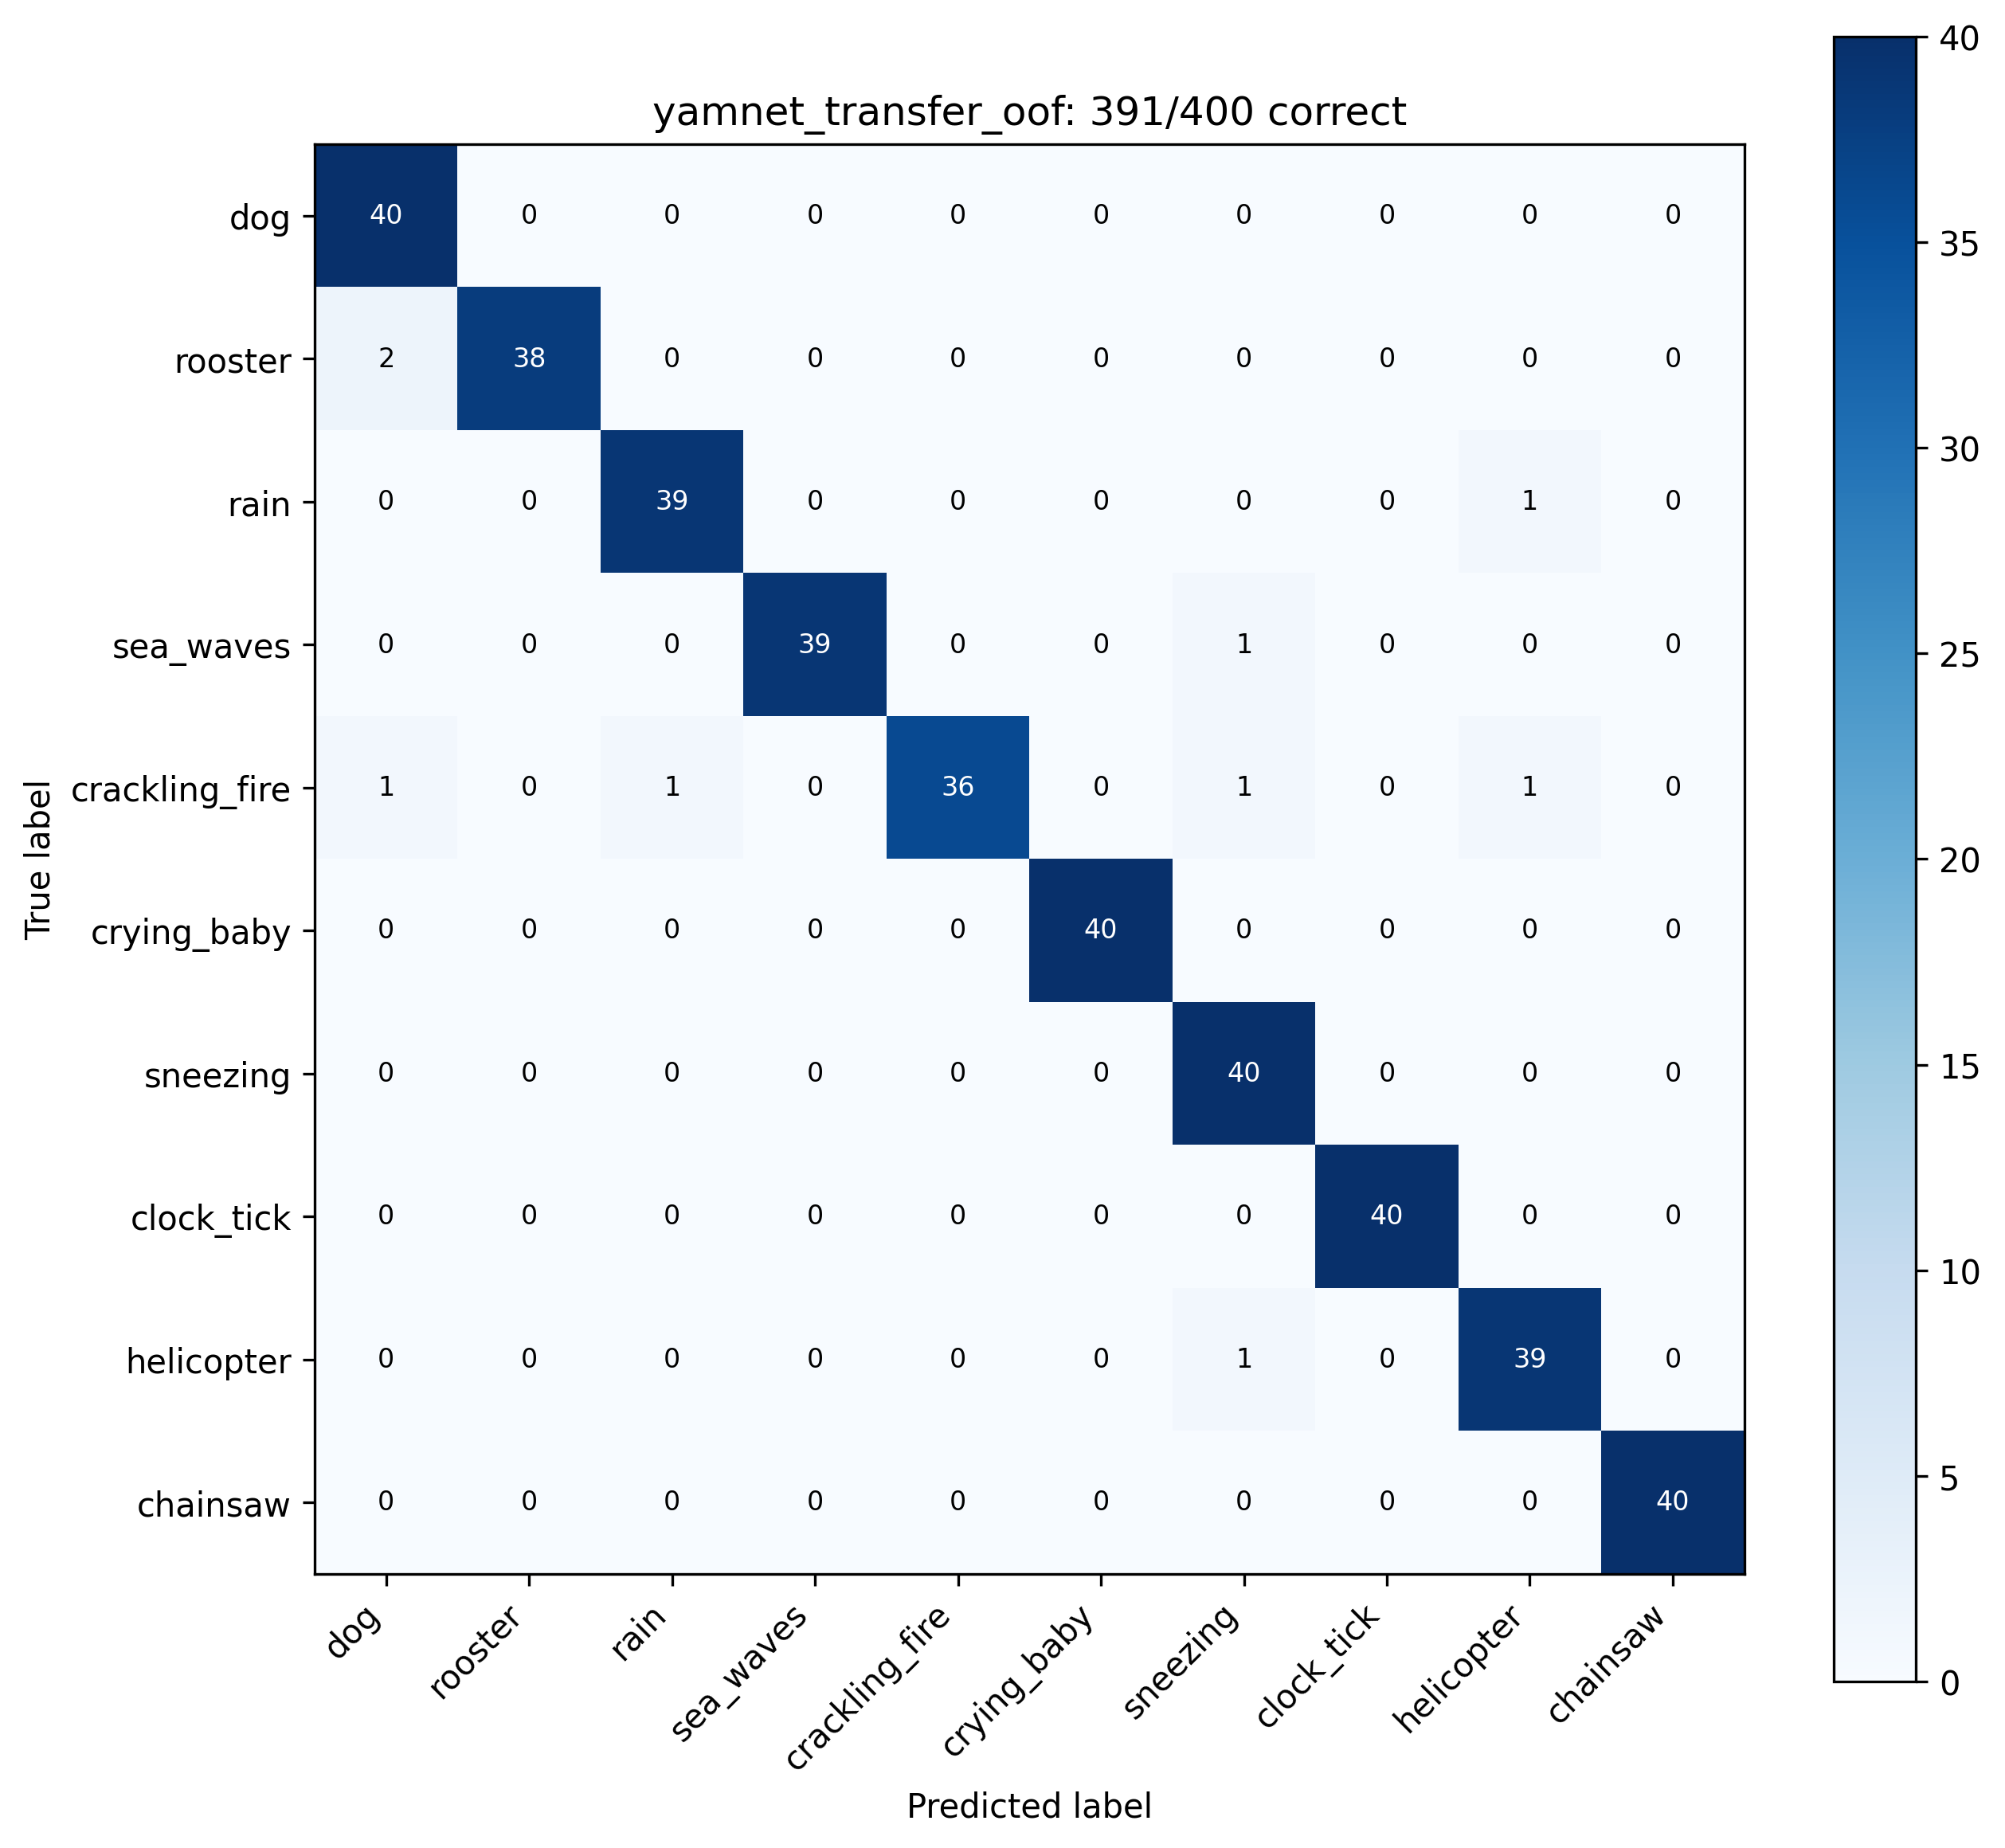 yamnet_transfer_oof: 391/400 correct
True label
dog 40 0 0 0 0 0 0 0 0 0
rooster 2 38 0 0 0 0 0 0 0 0
rain 0 0 39 0 0 0 0 0 1 0
sea_waves 0 0 0 39 0 0 1 0 0 0
crackling_fire 1 0 1 0 36 0 1 0 1 0
crying_baby 0 0 0 0 0 40 0 0 0 0
sneezing 0 0 0 0 0 0 40 0 0 0
clock_tick 0 0 0 0 0 0 0 40 0 0
helicopter 0 0 0 0 0 0 1 0 39 0
chainsaw 0 0 0 0 0 0 0 0 0 40
dog rooster rain sea_waves crackling_fire crying_baby sneezing clock_tick helicopter chainsaw
Predicted label
40
35
30
25
20
15
10
5
0